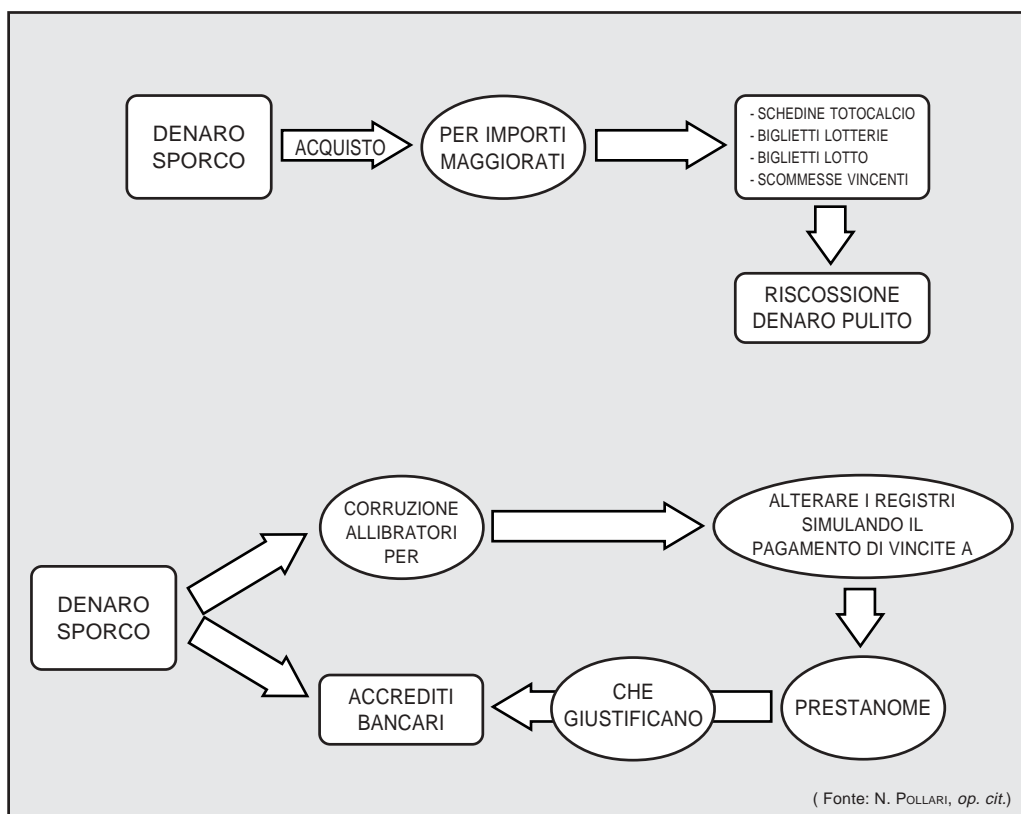 DENARO
SPORCO
ACQUISTO
PER IMPORTI
MAGGIORATI
- SCHEDINE TOTOCALCIO
- BIGLIETTI LOTTERIE
- BIGLIETTI LOTTO
- SCOMMESSE VINCENTI
RISCOSSIONE
DENARO PULITO
DENARO
SPORCO
CORRUZIONE
ALLIBRATORI
PER
ALTERARE I REGISTRI
SIMULANDO IL
PAGAMENTO DI VINCITE A
PRESTANOME
CHE
GIUSTIFICANO
ACCREDITI
BANCARI
( Fonte: N. POLLARI, op. cit.)